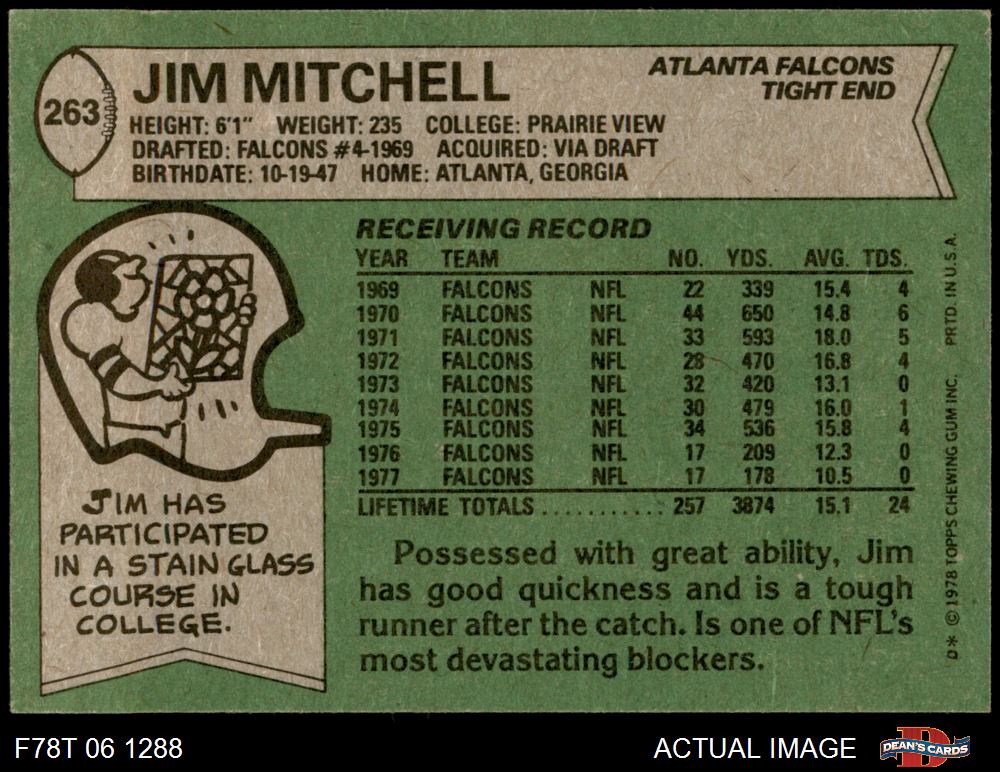 263
JIM MITCHELL
ATLANTA FALCONS
TIGHT END
HEIGHT: 6'1" WEIGHT: 235 COLLEGE: PRAIRIE VIEW
DRAFTED: FALCONS #4-1969 ACQUIRED: VIA DRAFT
BIRTHDATE: 10-19-47 HOME: ATLANTA, GEORGIA
RECEIVING RECORD
YEAR TEAM NO. YDS. AVG. TDS.
1969 FALCONS NFL 22 339 15.4 4
1970 FALCONS NFL 44 650 14.8 6
1971 FALCONS NFL 33 593 18.0 5
1972 FALCONS NFL 28 470 16.8 4
1973 FALCONS NFL 32 420 13.1 0
1974 FALCONS NFL 30 479 16.0 1
1975 FALCONS NFL 34 536 15.8 4
1976 FALCONS NFL 17 209 12.3 0
1977 FALCONS NFL 17 178 10.5 0
LIFETIME TOTALS........... 257 3874 15.1 24
JIM HAS
PARTICIPATED
IN A STAIN GLASS
COURSE IN
COLLEGE.
Possessed with great ability, Jim
has good quickness and is a tough
runner after the catch. Is one of NFL's
most devastating blockers.
D* © 1978 TOPPS CHEWING GUM INC. PRTD. IN U.S.A.
F78T 06 1288
ACTUAL IMAGE
DEAN'S CARDS